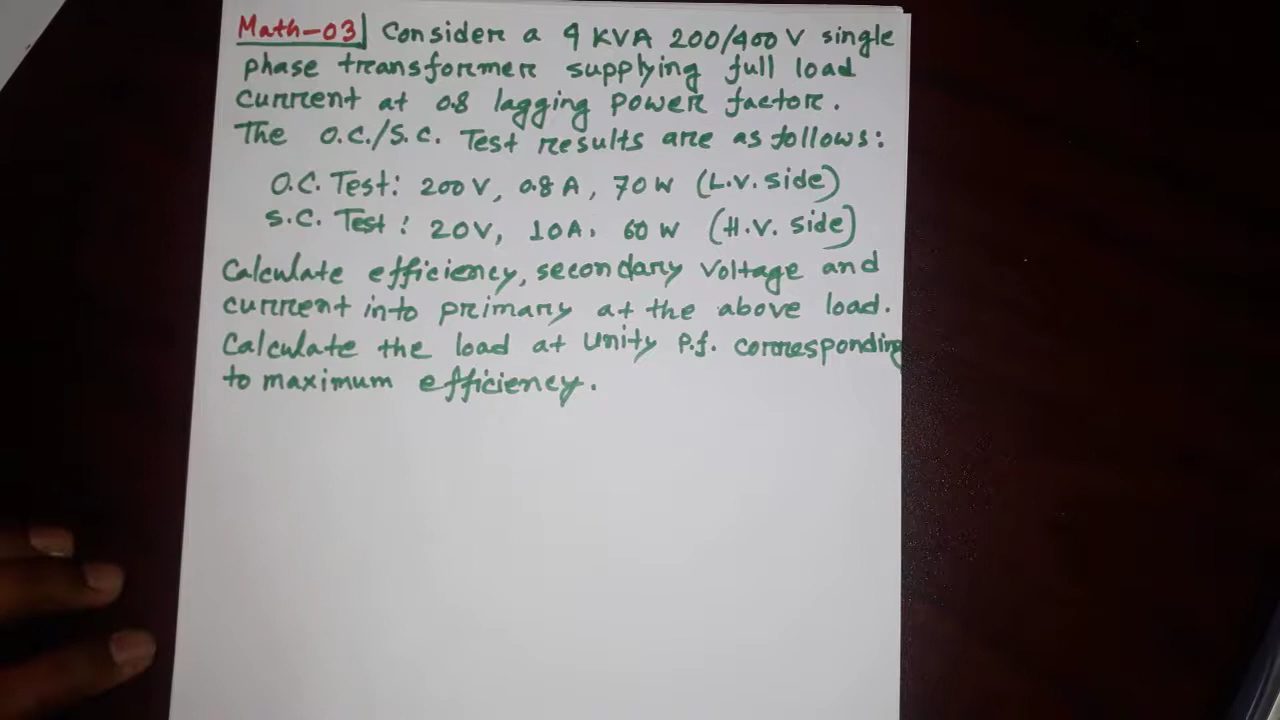 Math-03 Consider a 4 KVA 200/400 V single
phase transformer supplying full load
current at 0.8 lagging power factor.
The O.C./S.C. Test results are as follows:
O.C. Test: 200 V, 0.8 A, 70 W (L.V. side)
S.C. Test: 20V, 10A. 60 W (H.V. side)
Calculate efficiency, secondary voltage and
current into primary at the above load.
Calculate the load at unity P.f. corresponding
to maximum efficiency.